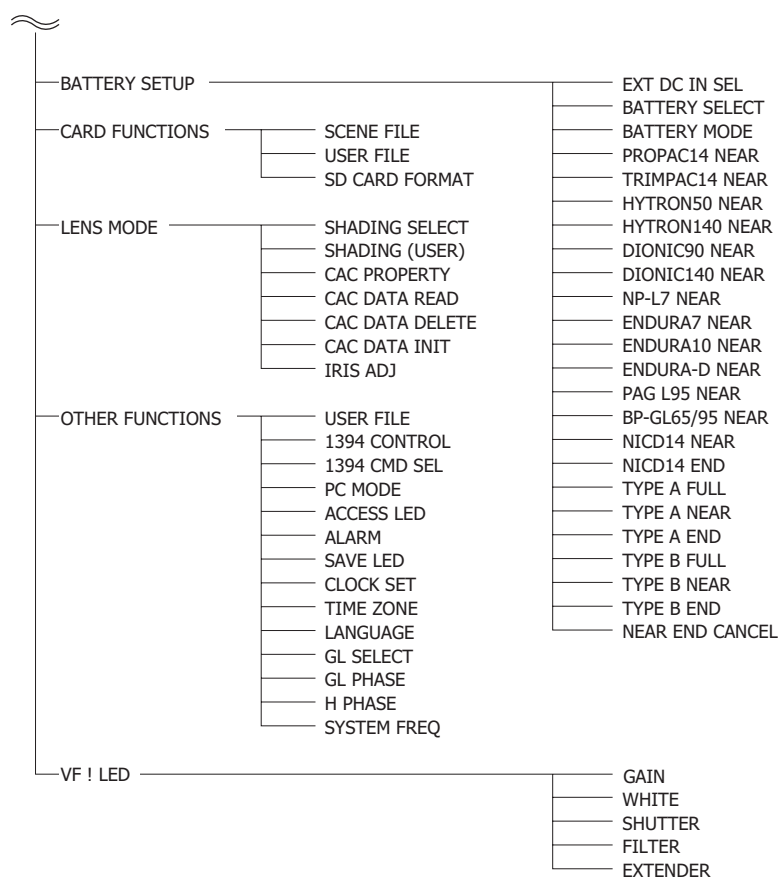 BATTERY SETUP
EXT DC IN SEL
BATTERY SELECT
BATTERY MODE
PROPAC14 NEAR
TRIMPAC14 NEAR
HYTRON50 NEAR
HYTRON140 NEAR
DIONIC90 NEAR
DIONIC140 NEAR
NP-L7 NEAR
ENDURA7 NEAR
ENDURA10 NEAR
ENDURA-D NEAR
PAG L95 NEAR
BP-GL65/95 NEAR
NICD14 NEAR
NICD14 END
TYPE A FULL
TYPE A NEAR
TYPE A END
TYPE B FULL
TYPE B NEAR
TYPE B END
NEAR END CANCEL
CARD FUNCTIONS
SCENE FILE
USER FILE
SD CARD FORMAT
LENS MODE
SHADING SELECT
SHADING (USER)
CAC PROPERTY
CAC DATA READ
CAC DATA DELETE
CAC DATA INIT
IRIS ADJ
OTHER FUNCTIONS
USER FILE
1394 CONTROL
1394 CMD SEL
PC MODE
ACCESS LED
ALARM
SAVE LED
CLOCK SET
TIME ZONE
LANGUAGE
GL SELECT
GL PHASE
H PHASE
SYSTEM FREQ
VF ! LED
GAIN
WHITE
SHUTTER
FILTER
EXTENDER